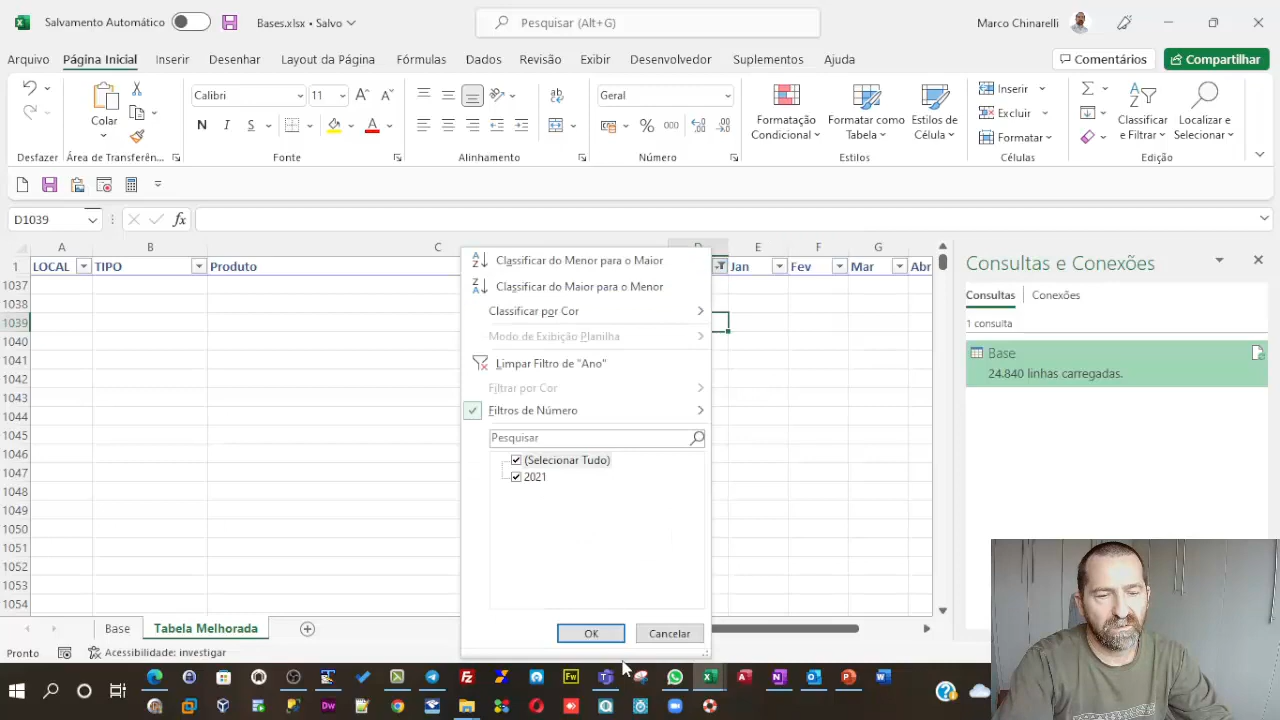 Salvamento Automático
Bases.xlsx • Salvo
Pesquisar (Alt+G)
Marco Chinarelli
Arquivo Página Inicial Inserir Desenhar Layout da Página Fórmulas Dados Revisão Exibir Desenvolvedor Suplementos Ajuda Comentários Compartilhar
Calibri 11 Geral
Colar
N I S
% 000
Formatação Condicional
Formatar como Tabela
Estilos de Célula
Inserir
Excluir
Formatar
Classificar e Filtrar
Localizar e Selecionar
Desfazer Área de Transferên... Fonte Alinhamento Número Estilos Células Edição
D1039 fx
A B C D E F G
1 LOCAL TIPO Produto Jan Fev Mar Abr
1037
1038
1039
1040
1041
1042
1043
1044
1045
1046
1047
1048
1049
1050
1051
1052
1053
1054
Classificar do Menor para o Maior
Classificar do Maior para o Menor
Classificar por Cor
Modo de Exibição Planilha
Limpar Filtro de "Ano"
Filtrar por Cor
Filtros de Número
Pesquisar
(Selecionar Tudo)
2021
OK Cancelar
Consultas e Conexões
Consultas Conexões
1 consulta
Base
24.840 linhas carregadas.
Base Tabela Melhorada
Pronto Acessibilidade: investigar